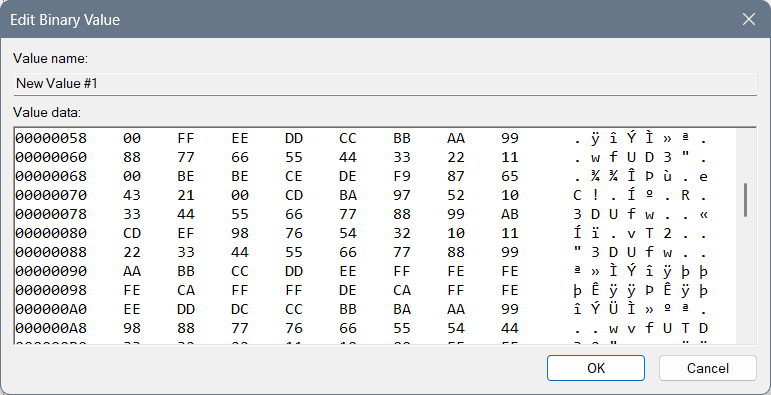 Edit Binary Value
Value name:
New Value #1
Value data:
00000058 00 FF EE DD CC BB AA 99 . ÿ î Ý Ì » ª .
00000060 88 77 66 55 44 33 22 11 . w f U D 3 " .
00000068 00 BE BE CE DE F9 87 65 . ¾ ¾ Î Þ ù . e
00000070 43 21 00 CD BA 97 52 10 C ! . Í º . R .
00000078 33 44 55 66 77 88 99 AB 3 D U f w . . «
00000080 CD EF 98 76 54 32 10 11 Í ï . v T 2 . .
00000088 22 33 44 55 66 77 88 99 " 3 D U f w . .
00000090 AA BB CC DD EE FF FE FE ª » Ì Ý î ÿ þ þ
00000098 FE CA FF FF DE CA FF FE þ Ê ÿ ÿ Þ Ê ÿ þ
000000A0 EE DD DC CC BB BA AA 99 î Ý Ü Ì » º ª .
000000A8 98 88 77 76 66 55 54 44 . . w v f U T D
OK Cancel